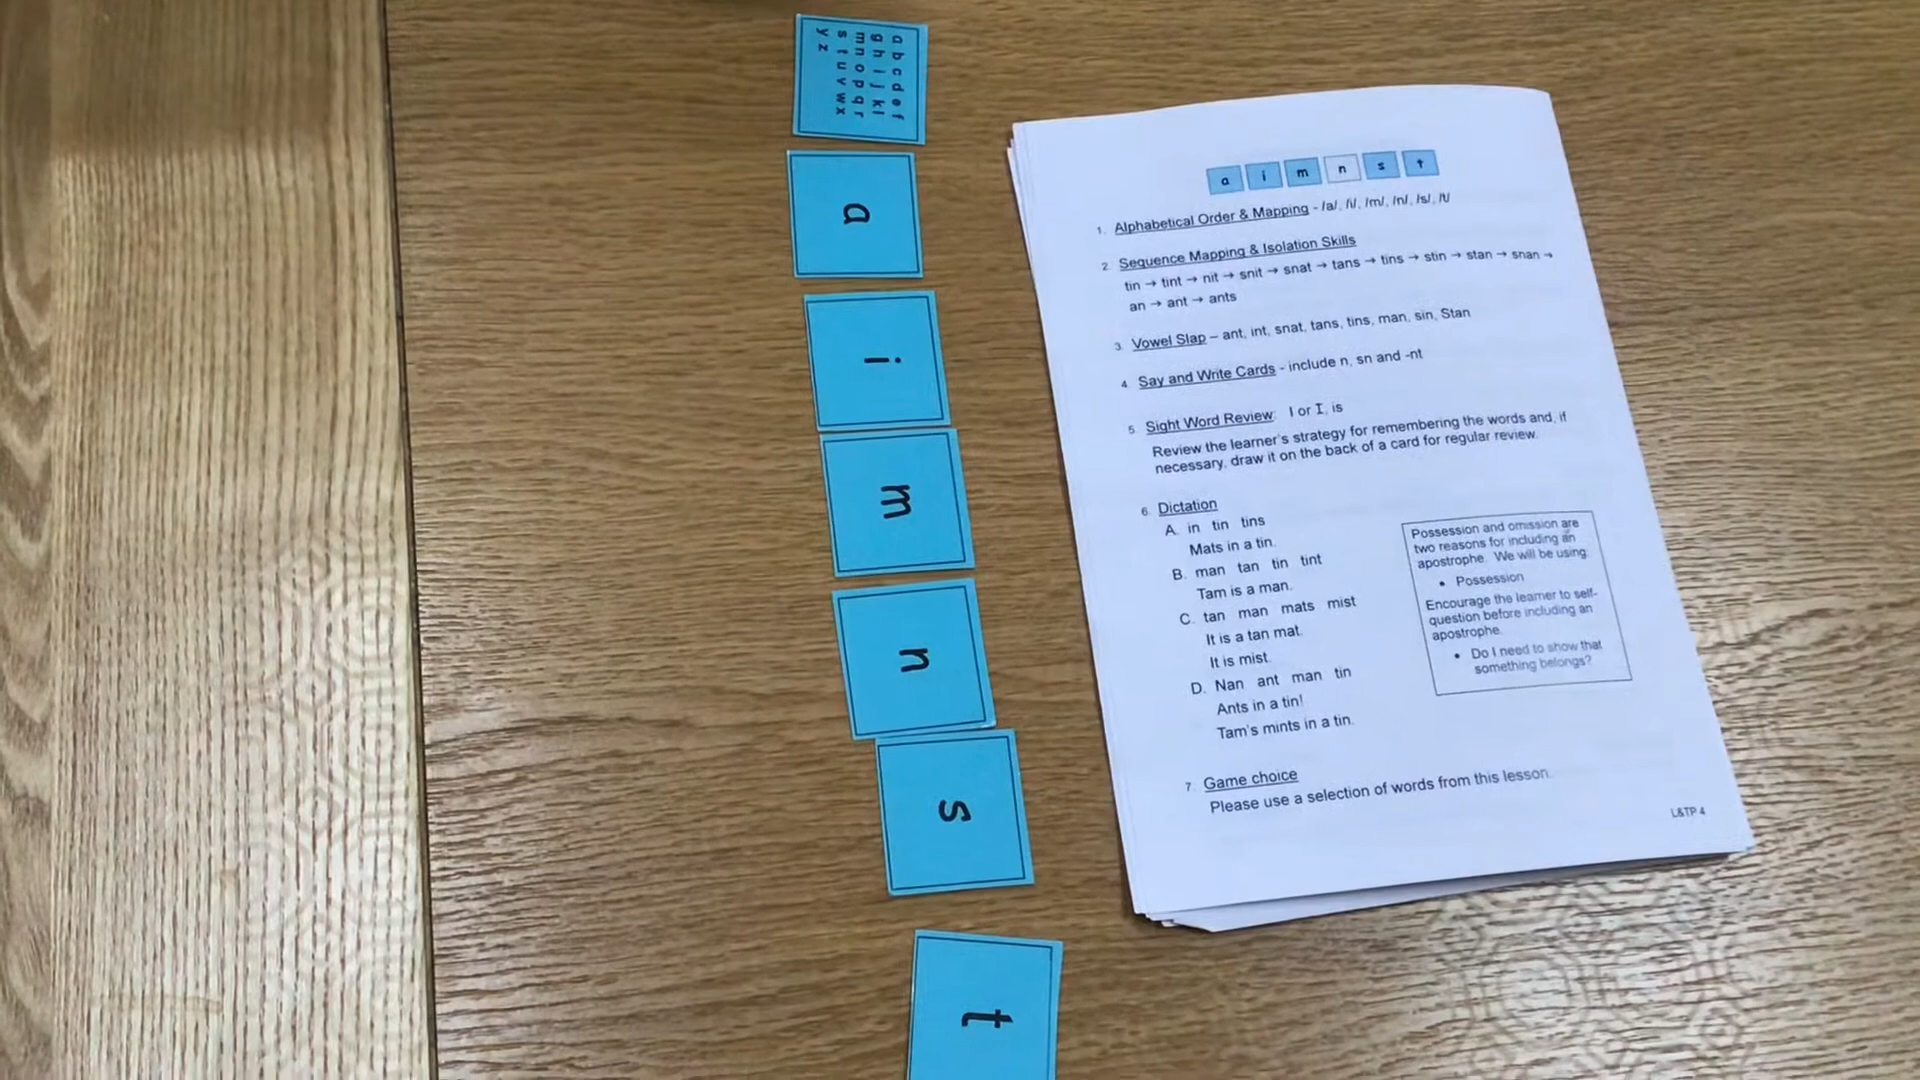 a b c d e f
g h i j k l
m n o p q r
s t u v w x
y z
a
i
m
n
s
t
a i m n s t
1. Alphabetical Order & Mapping - /a/, /i/, /m/, /n/, /s/, /t/
2. Sequence Mapping & Isolation Skills
tin → tint → nit → snit → snat → tans → tins → stin → stan → snan →
an → ant → ants
3. Vowel Slap – ant, int, snat, tans, tins, man, sin, Stan
4. Say and Write Cards - include n, sn and -nt
5. Sight Word Review: I or I, is
Review the learner's strategy for remembering the words and, if
necessary, draw it on the back of a card for regular review.
6. Dictation
A. in tin tins
Mats in a tin.
B. man tan tin tint
Tam is a man.
C. tan man mats mist
It is a tan mat.
It is mist.
D. Nan ant man tin
Ants in a tin!
Tam's mints in a tin.
Possession and omission are
two reasons for including an
apostrophe. We will be using:
• Possession
Encourage the learner to self-
question before including an
apostrophe.
• Do I need to show that
something belongs?
7. Game choice
Please use a selection of words from this lesson.
L&TP 4